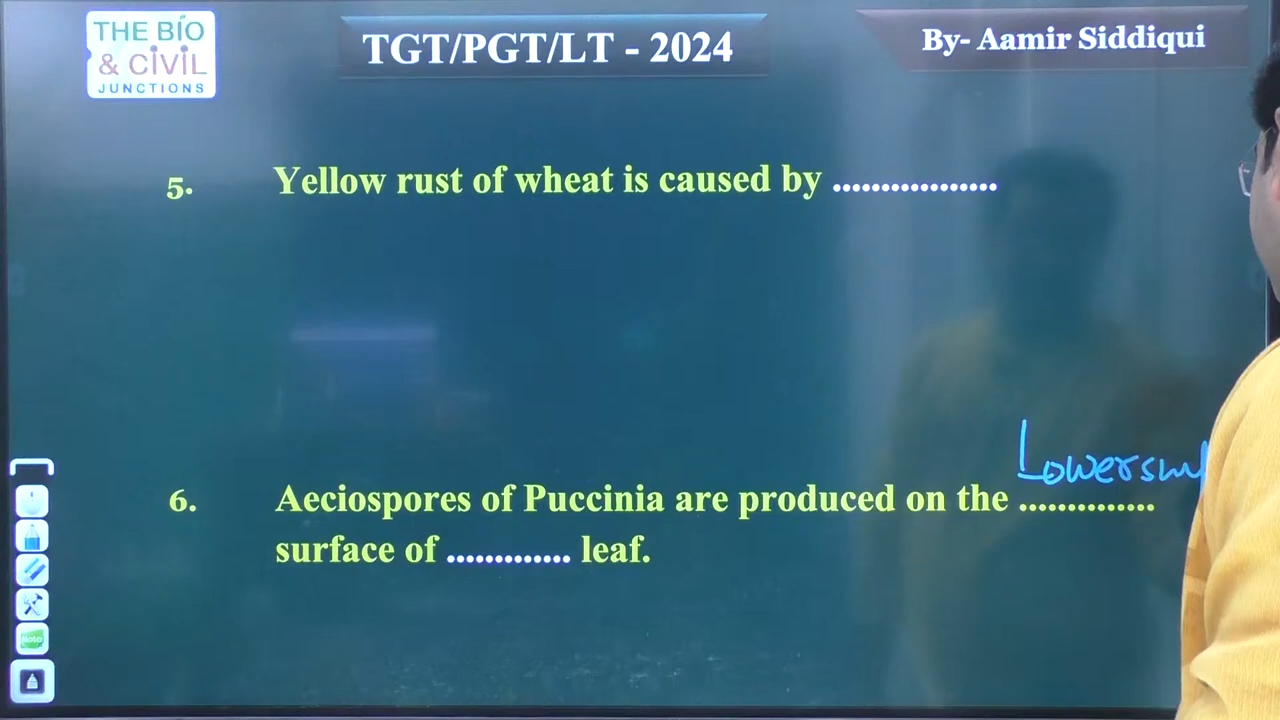 THE BIO
& CIVIL
JUNCTIONS
TGT/PGT/LT - 2024
By- Aamir Siddiqui
5. Yellow rust of wheat is caused by .................
Lowersurf
6. Aeciospores of Puccinia are produced on the ..............
surface of ............. leaf.